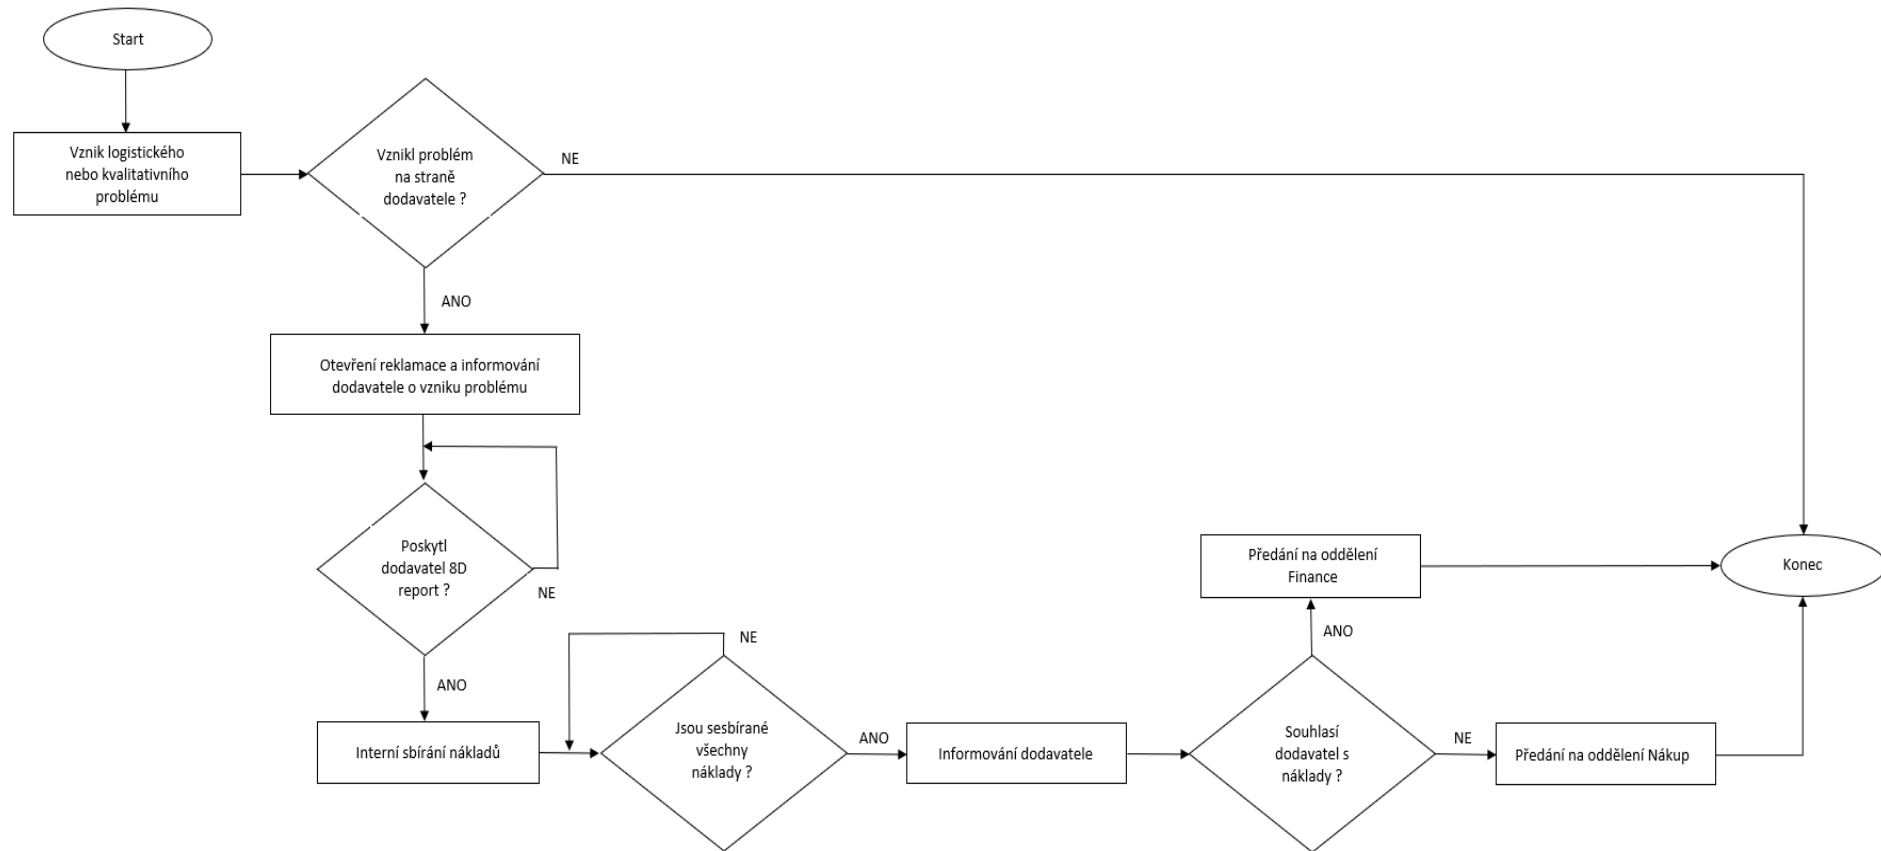 Start
Vznik logistického
nebo kvalitativního
problému
Vznikl problém
na straně
dodavatele ?
NE
ANO
Otevření reklamace a informování
dodavatele o vzniku problému
Poskytl
dodavatel 8D
report ?
NE
ANO
Interní sbírání nákladů
NE
Jsou sesbírané
všechny
náklady ?
ANO
Informování dodavatele
Souhlasí
dodavatel s
náklady ?
ANO
Předání na oddělení
Finance
NE
Předání na oddělení Nákup
Konec